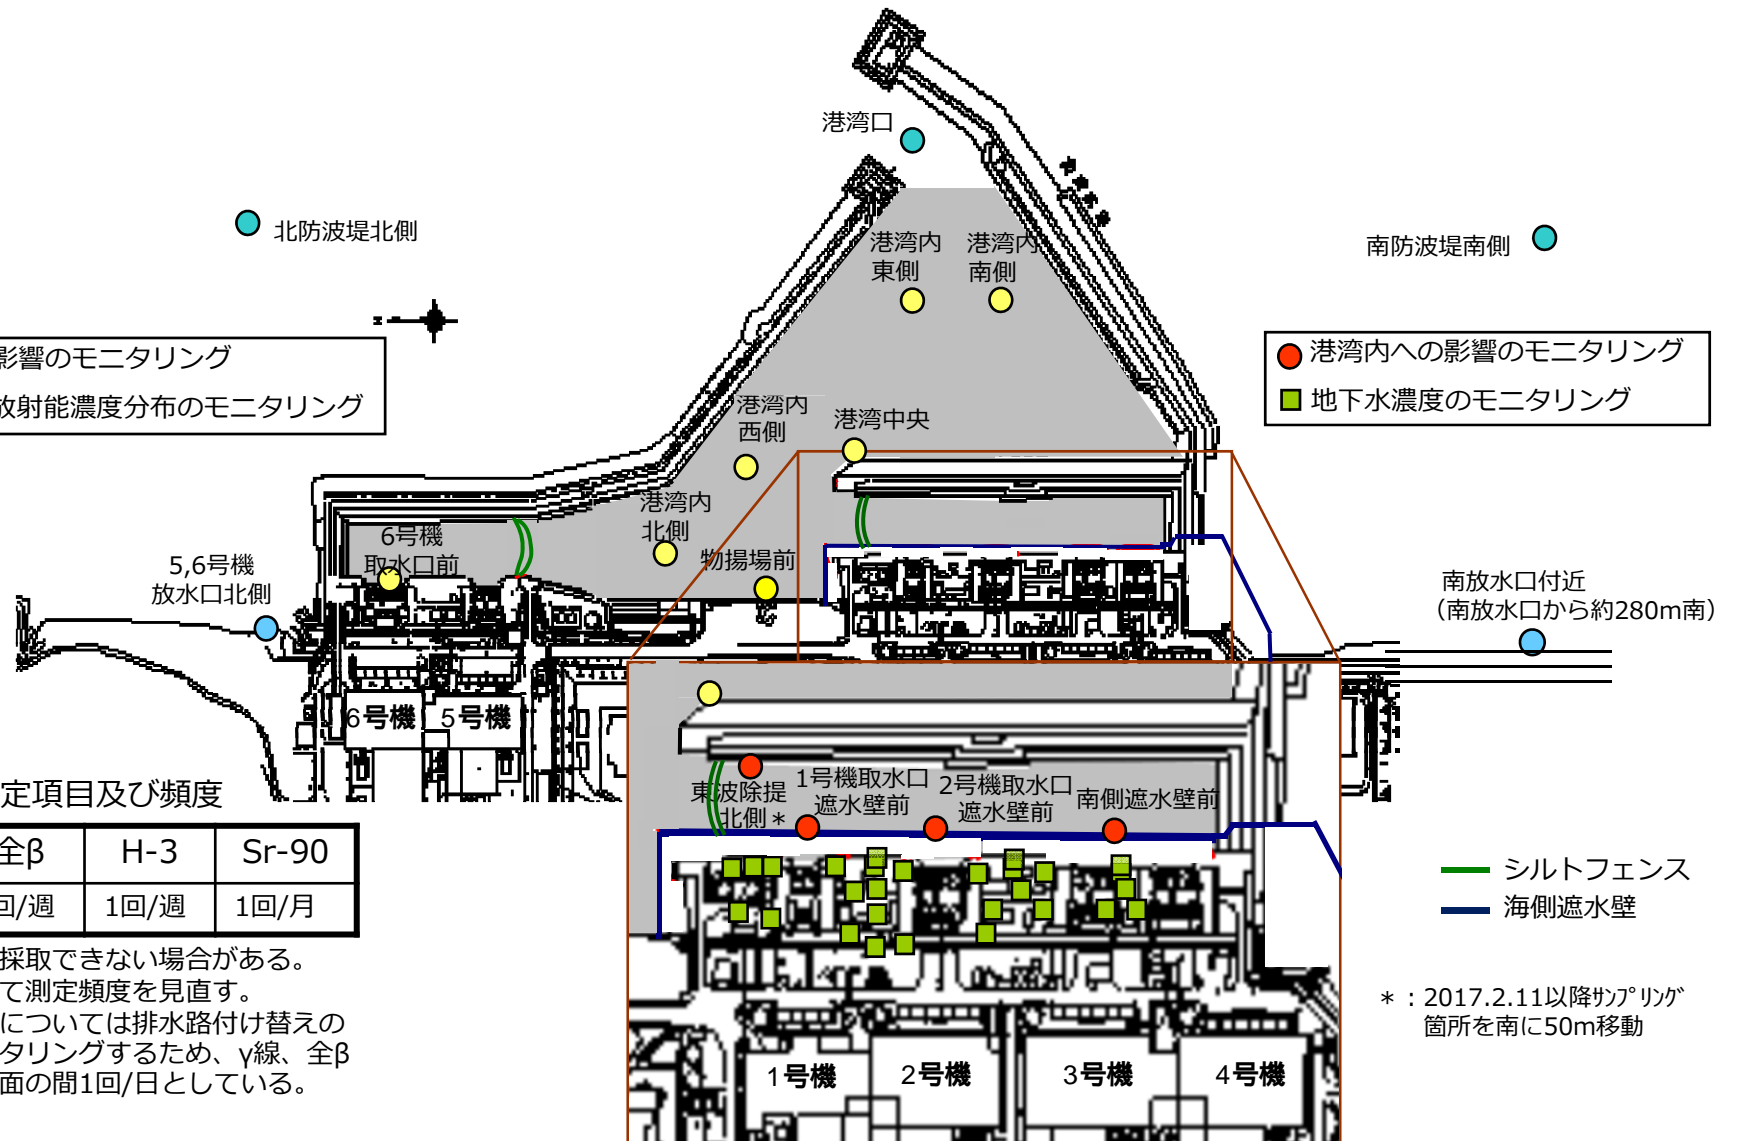 港湾口
北防波堤北側
港湾内
東側
港湾内
南側
南防波堤南側
影響のモニタリング
放射能濃度分布のモニタリング
港湾内への影響のモニタリング
地下水濃度のモニタリング
港湾内
西側
港湾中央
港湾内
北側
物揚場前
6号機
取水口前
5,6号機
放水口北側
南放水口付近
（南放水口から約280m南）
6号機
5号機
東波除提
北側＊
1号機取水口
遮水壁前
2号機取水口
遮水壁前
南側遮水壁前
定項目及び頻度
全β H-3 Sr-90
回/週 1回/週 1回/月
採取できない場合がある。
て測定頻度を見直す。
については排水路付け替えの
タリングするため、γ線、全β
面の間1回/日としている。
シルトフェンス
海側遮水壁
＊：2017.2.11以降ｻﾝﾌﾟﾘﾝｸﾞ
箇所を南に50m移動
1号機
2号機
3号機
4号機